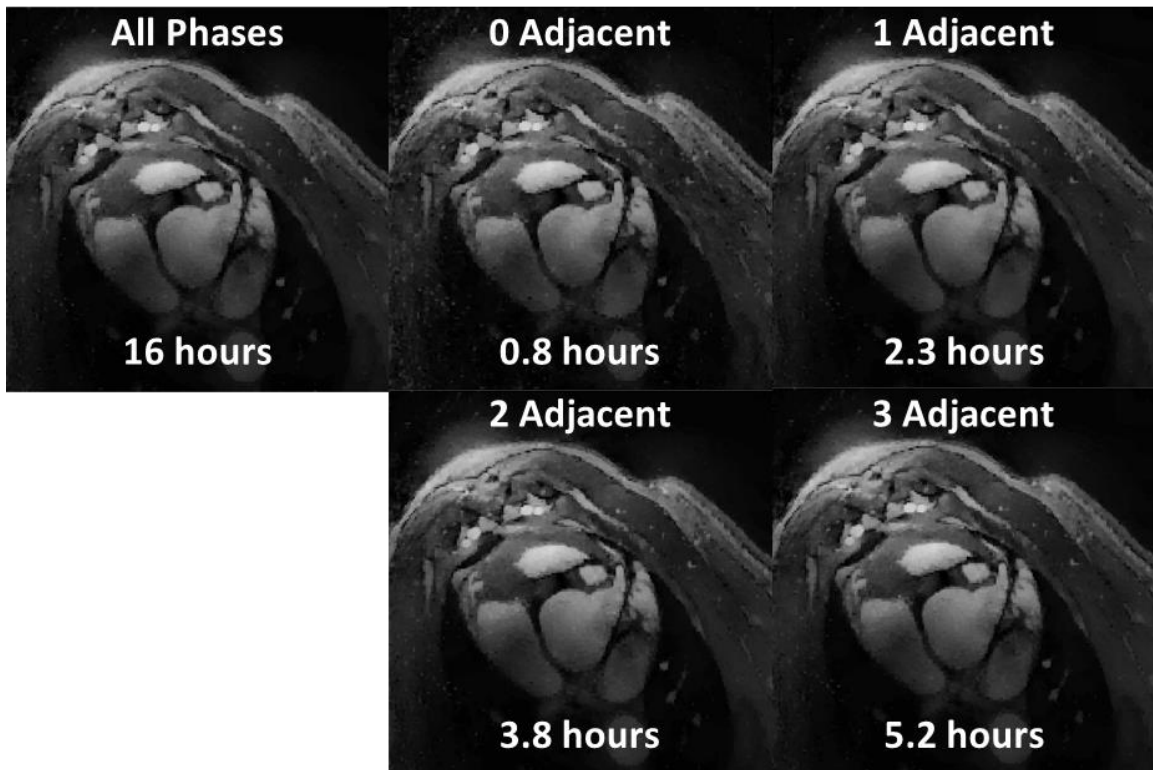 All Phases
0 Adjacent
1 Adjacent
16 hours
0.8 hours
2.3 hours
2 Adjacent
3 Adjacent
3.8 hours
5.2 hours